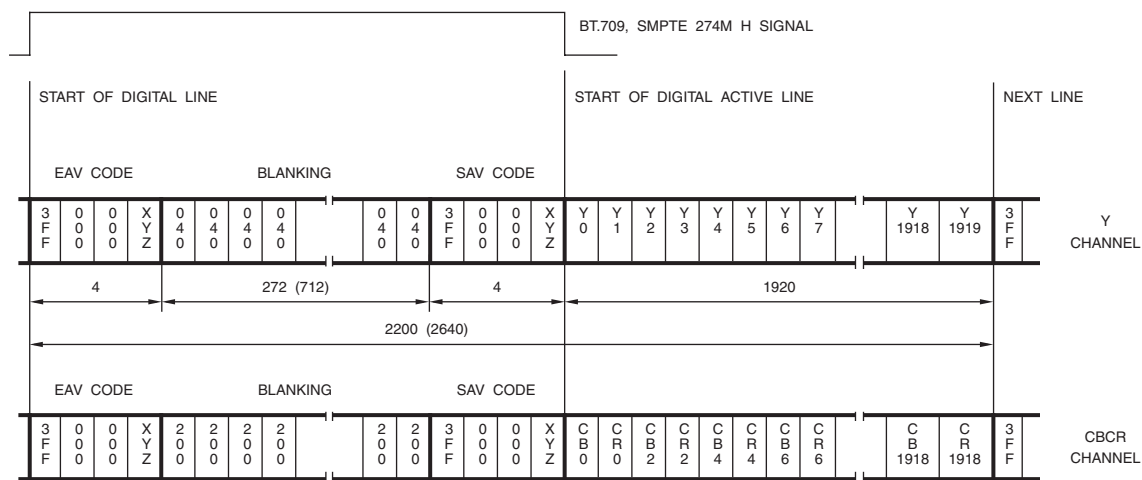 BT.709, SMPTE 274M H SIGNAL
START OF DIGITAL LINE START OF DIGITAL ACTIVE LINE NEXT LINE
EAV CODE BLANKING SAV CODE
3FF 000 000 XYZ 040 040 040 040 040 040 3FF 000 000 XYZ Y0 Y1 Y2 Y3 Y4 Y5 Y6 Y7 Y1918 Y1919 3FF Y CHANNEL
4 272 (712) 4 1920
2200 (2640)
EAV CODE BLANKING SAV CODE
3FF 000 000 XYZ 200 200 200 200 200 200 3FF 000 000 XYZ CB0 CR0 CB2 CR2 CB4 CR4 CB6 CR6 CB1918 CR1918 3FF CBCR CHANNEL